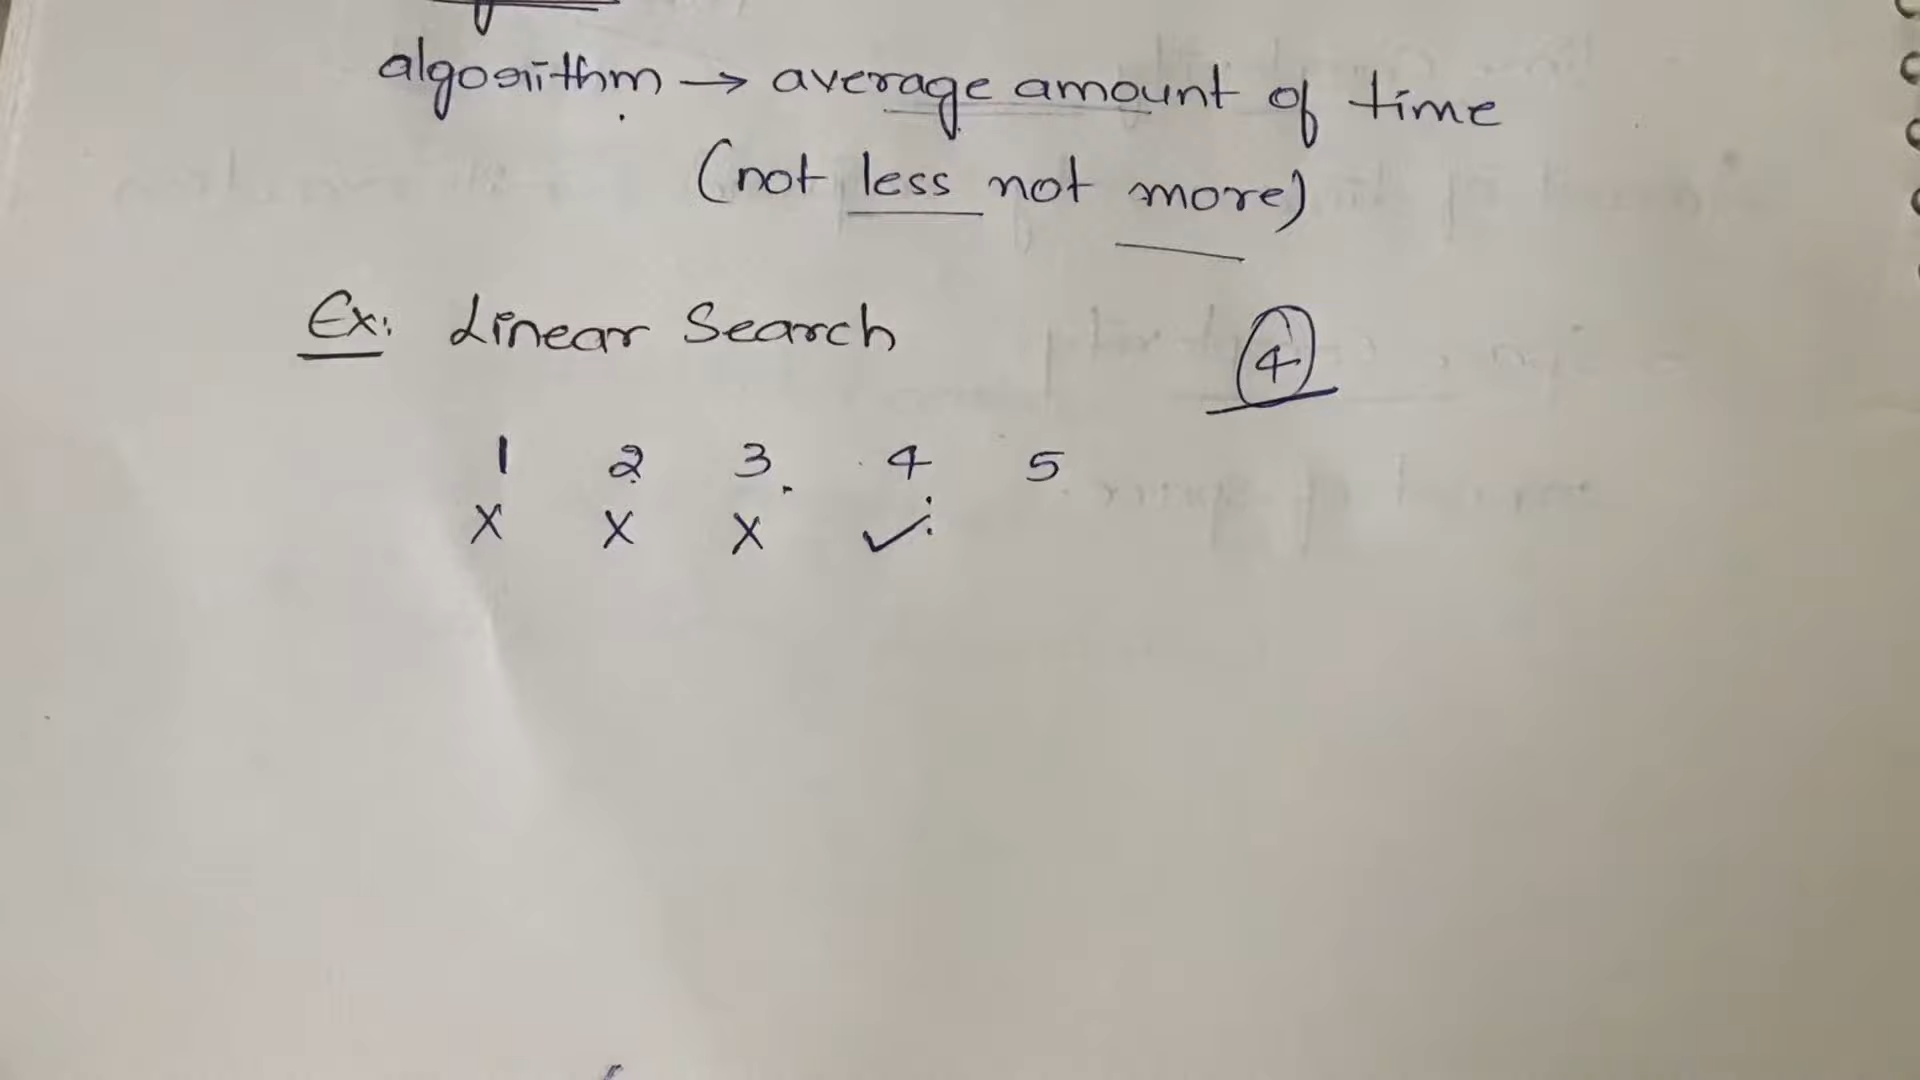 algorithm → average amount of time
(not less not more)
Ex: Linear Search
4
1 2 3 4 5
X X X ✓